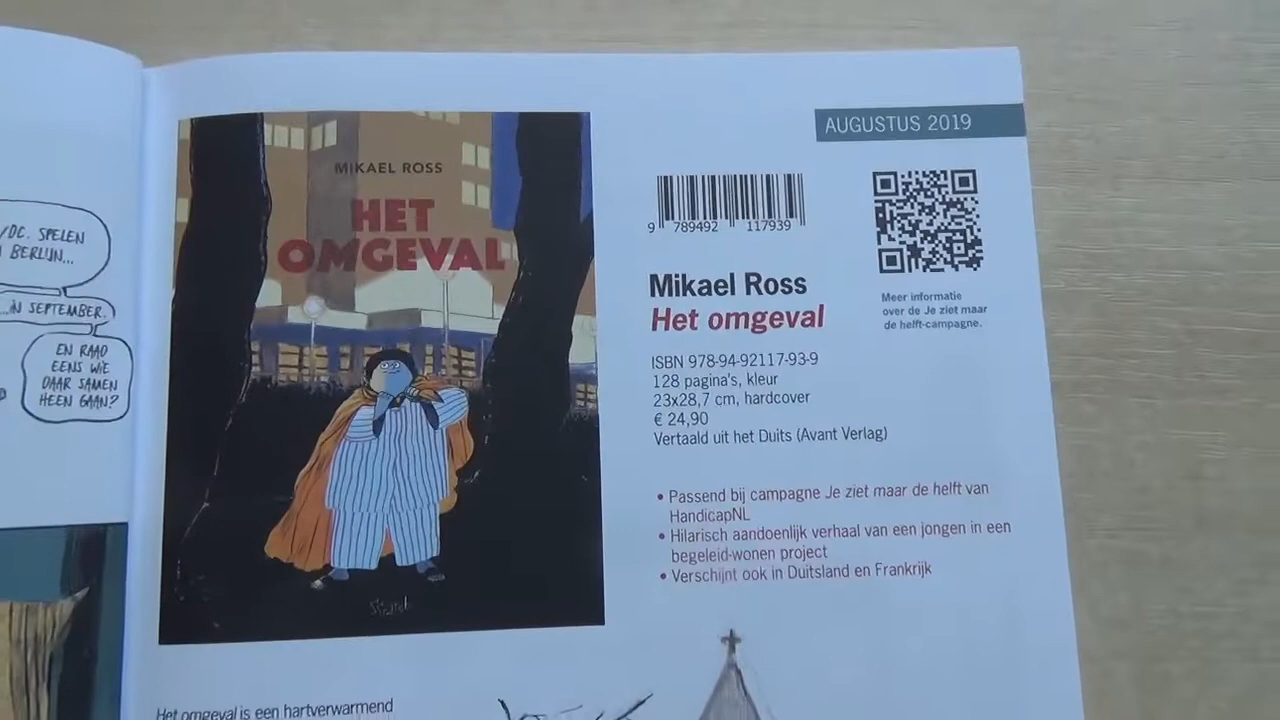 /DC. SPELEN
BERLIJN...
...IN SEPTEMBER.
EN RAAD
EENS WIE
DAAR SAMEN
HEEN GAAN?
MIKAEL ROSS
HET
OMGEVAL
AUGUSTUS 2019
9 789492 117939
Meer informatie
over de Je ziet maar
de helft-campagne.
Mikael Ross
Het omgeval
ISBN 978-94-92117-93-9
128 pagina's, kleur
23x28,7 cm, hardcover
€ 24,90
Vertaald uit het Duits (Avant Verlag)
• Passend bij campagne Je ziet maar de helft van
HandicapNL
• Hilarisch aandoenlijk verhaal van een jongen in een
begeleid-wonen project
• Verschijnt ook in Duitsland en Frankrijk
Het omgeval is een hartverwarmend